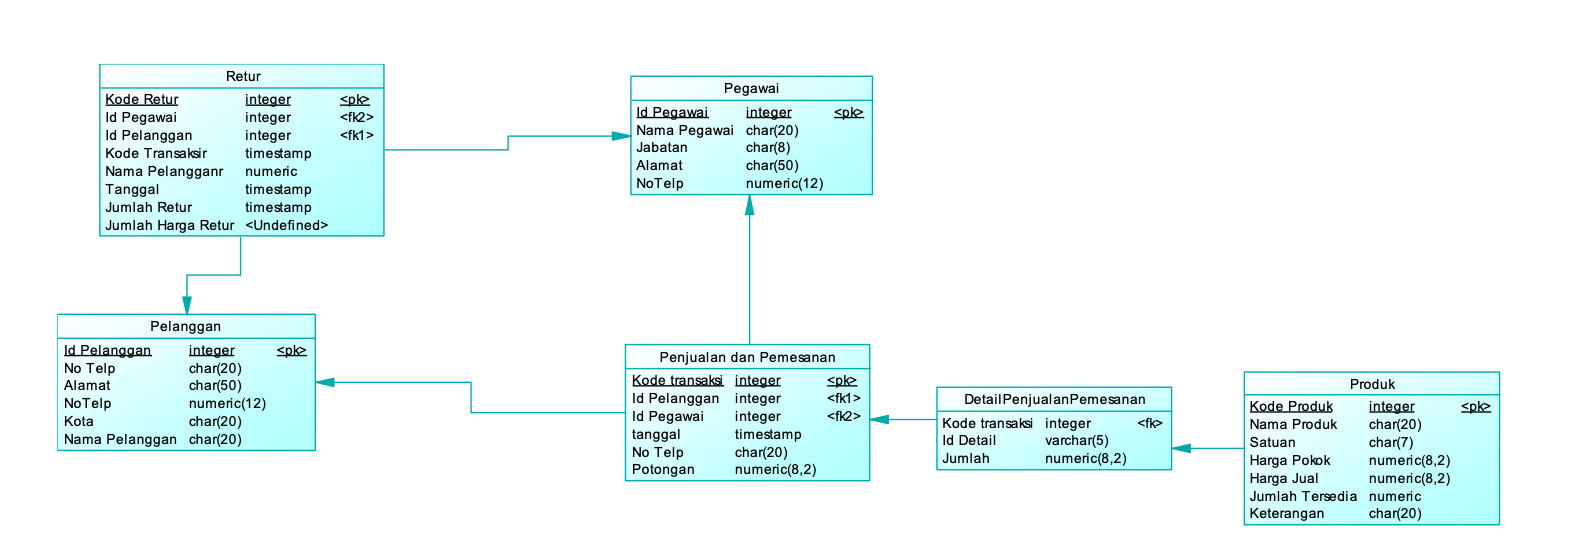 Retur
Kode Retur integer <pk>
Id Pegawai integer <fk2>
Id Pelanggan integer <fk1>
Kode Transaksir timestamp
Nama Pelangganr numeric
Tanggal timestamp
Jumlah Retur timestamp
Jumlah Harga Retur <Undefined>
Pegawai
Id Pegawai integer <pk>
Nama Pegawai char(20)
Jabatan char(8)
Alamat char(50)
NoTelp numeric(12)
Pelanggan
Id Pelanggan integer <pk>
No Telp char(20)
Alamat char(50)
NoTelp numeric(12)
Kota char(20)
Nama Pelanggan char(20)
Penjualan dan Pemesanan
Kode transaksi integer <pk>
Id Pelanggan integer <fk1>
Id Pegawai integer <fk2>
tanggal timestamp
No Telp char(20)
Potongan numeric(8,2)
DetailPenjualanPemesanan
Kode transaksi integer <fk>
Id Detail varchar(5)
Jumlah numeric(8,2)
Produk
Kode Produk integer <pk>
Nama Produk char(20)
Satuan char(7)
Harga Pokok numeric(8,2)
Harga Jual numeric(8,2)
Jumlah Tersedia numeric
Keterangan char(20)